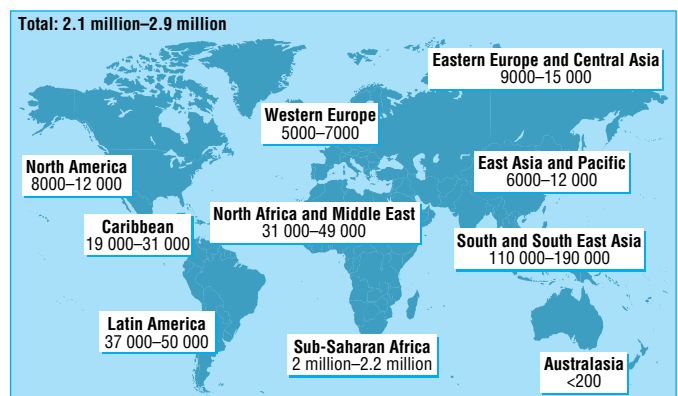 Total: 2.1 million–2.9 million
Eastern Europe and Central Asia
9000–15 000
Western Europe
5000–7000
North America
8000–12 000
East Asia and Pacific
6000–12 000
North Africa and Middle East
31 000–49 000
Caribbean
19 000–31 000
South and South East Asia
110 000–190 000
Latin America
37 000–50 000
Sub-Saharan Africa
2 million–2.2 million
Australasia
<200